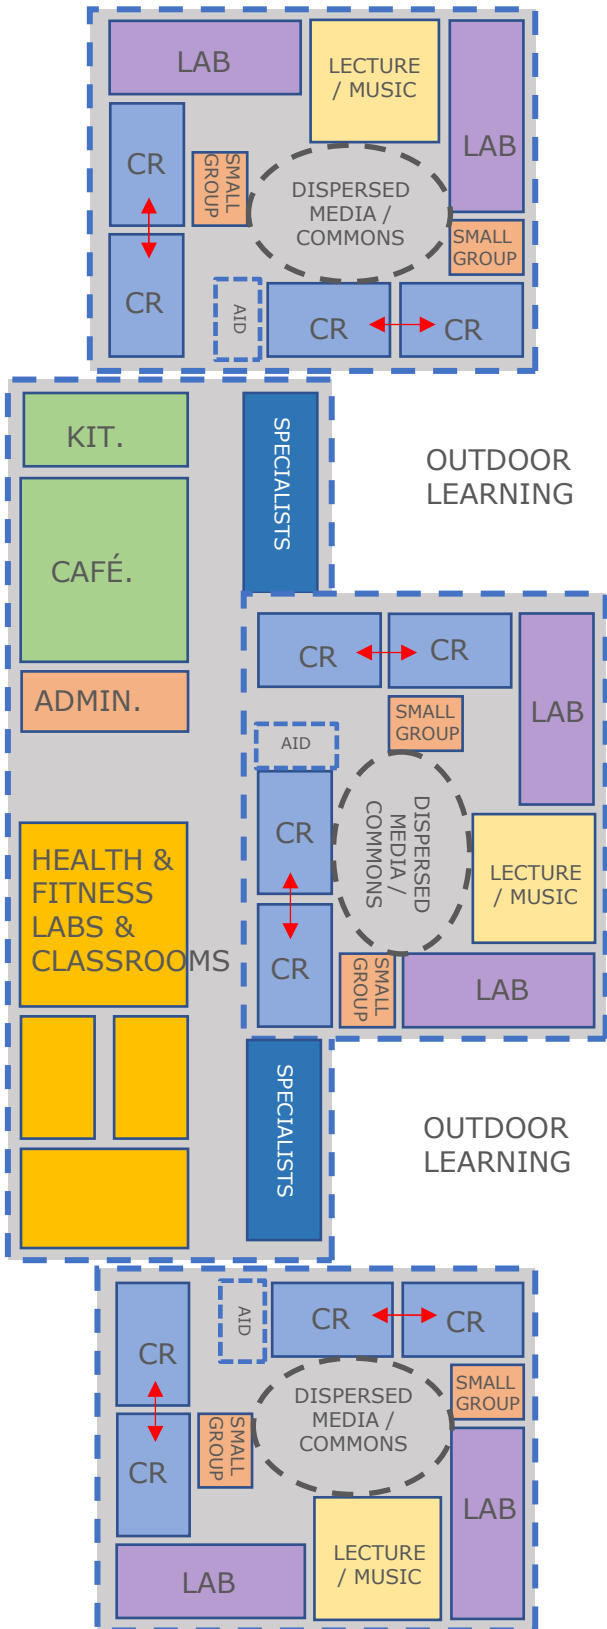 LAB
LECTURE
/ MUSIC
LAB
CR
SMALL
GROUP
DISPERSED
MEDIA /
COMMONS
SMALL
GROUP
CR
AID
CR
CR
KIT.
SPECIALISTS
OUTDOOR
LEARNING
CAFÉ.
ADMIN.
CR
CR
LAB
SMALL
GROUP
AID
CR
DISPERSED
MEDIA /
COMMONS
HEALTH &
FITNESS
LABS &
CLASSROOMS
LECTURE
/ MUSIC
CR
SMALL
GROUP
LAB
SPECIALISTS
OUTDOOR
LEARNING
CR
AID
CR
CR
SMALL
GROUP
DISPERSED
MEDIA /
COMMONS
CR
SMALL
GROUP
LAB
LAB
LECTURE
/ MUSIC